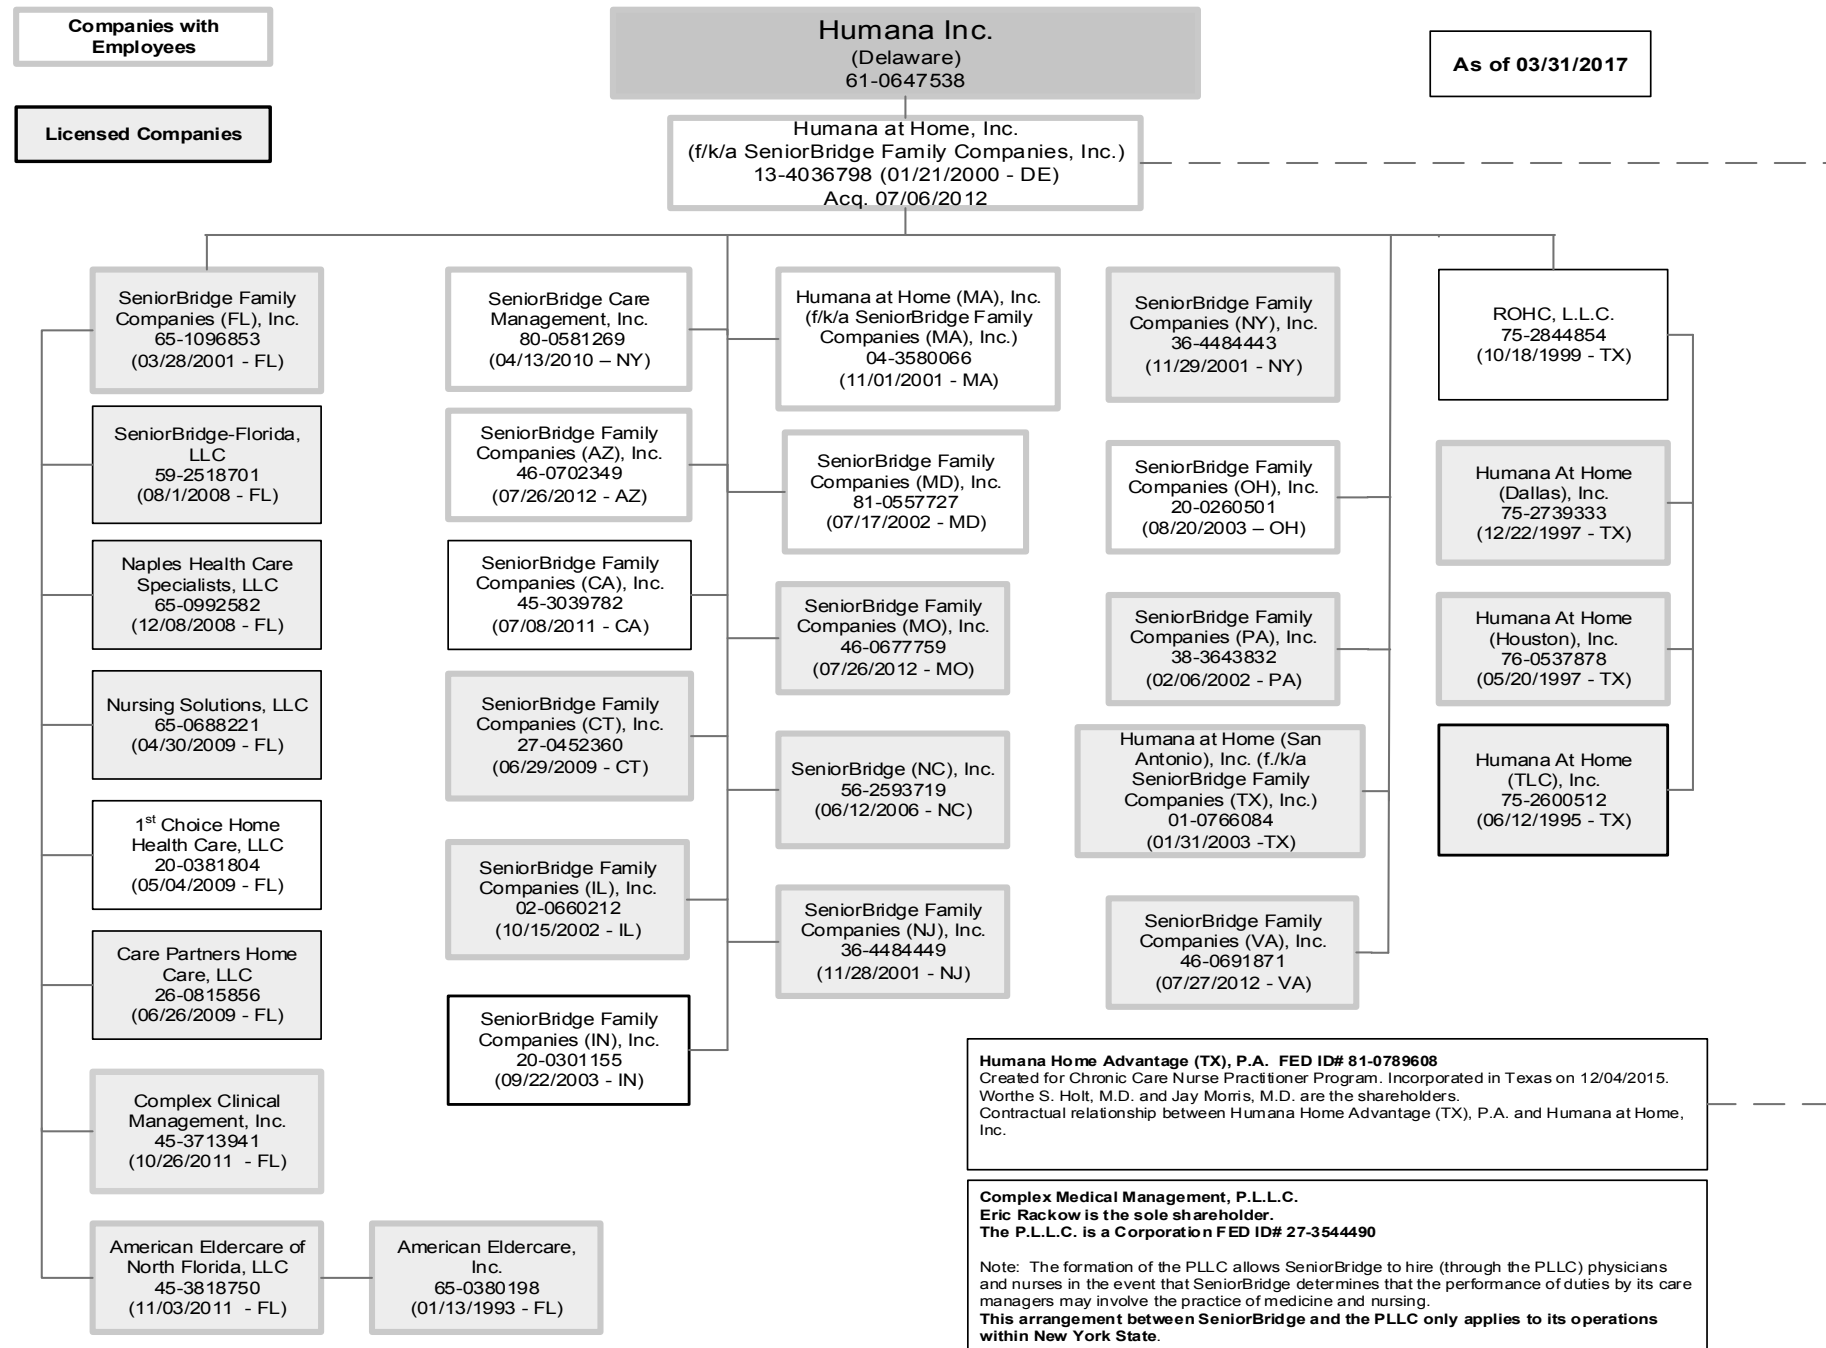 Companies with
Employees
Humana Inc.
(Delaware)
61-0647538
As of 03/31/2017
Licensed Companies
Humana at Home, Inc.
(f/k/a SeniorBridge Family Companies, Inc.)
13-4036798 (01/21/2000 - DE)
Acq. 07/06/2012
SeniorBridge Family
Companies (FL), Inc.
65-1096853
(03/28/2001 - FL)
SeniorBridge-Florida,
LLC
59-2518701
(08/1/2008 - FL)
Naples Health Care
Specialists, LLC
65-0992582
(12/08/2008 - FL)
Nursing Solutions, LLC
65-0688221
(04/30/2009 - FL)
1st Choice Home
Health Care, LLC
20-0381804
(05/04/2009 - FL)
Care Partners Home
Care, LLC
26-0815856
(06/26/2009 - FL)
Complex Clinical
Management, Inc.
45-3713941
(10/26/2011 - FL)
American Eldercare of
North Florida, LLC
45-3818750
(11/03/2011 - FL)
American Eldercare,
Inc.
65-0380198
(01/13/1993 - FL)
SeniorBridge Care
Management, Inc.
80-0581269
(04/13/2010 – NY)
SeniorBridge Family
Companies (AZ), Inc.
46-0702349
(07/26/2012 - AZ)
SeniorBridge Family
Companies (CA), Inc.
45-3039782
(07/08/2011 - CA)
SeniorBridge Family
Companies (CT), Inc.
27-0452360
(06/29/2009 - CT)
SeniorBridge Family
Companies (IL), Inc.
02-0660212
(10/15/2002 - IL)
SeniorBridge Family
Companies (IN), Inc.
20-0301155
(09/22/2003 - IN)
Humana at Home (MA), Inc.
(f/k/a SeniorBridge Family
Companies (MA), Inc.)
04-3580066
(11/01/2001 - MA)
SeniorBridge Family
Companies (MD), Inc.
81-0557727
(07/17/2002 - MD)
SeniorBridge Family
Companies (MO), Inc.
46-0677759
(07/26/2012 - MO)
SeniorBridge (NC), Inc.
56-2593719
(06/12/2006 - NC)
SeniorBridge Family
Companies (NJ), Inc.
36-4484449
(11/28/2001 - NJ)
SeniorBridge Family
Companies (NY), Inc.
36-4484443
(11/29/2001 - NY)
SeniorBridge Family
Companies (OH), Inc.
20-0260501
(08/20/2003 – OH)
SeniorBridge Family
Companies (PA), Inc.
38-3643832
(02/06/2002 - PA)
Humana at Home (San
Antonio), Inc. (f./k/a
SeniorBridge Family
Companies (TX), Inc.)
01-0766084
(01/31/2003 -TX)
SeniorBridge Family
Companies (VA), Inc.
46-0691871
(07/27/2012 - VA)
ROHC, L.L.C.
75-2844854
(10/18/1999 - TX)
Humana At Home
(Dallas), Inc.
75-2739333
(12/22/1997 - TX)
Humana At Home
(Houston), Inc.
76-0537878
(05/20/1997 - TX)
Humana At Home
(TLC), Inc.
75-2600512
(06/12/1995 - TX)
Humana Home Advantage (TX), P.A. FED ID# 81-0789608
Created for Chronic Care Nurse Practitioner Program. Incorporated in Texas on 12/04/2015.
Worthe S. Holt, M.D. and Jay Morris, M.D. are the shareholders.
Contractual relationship between Humana Home Advantage (TX), P.A. and Humana at Home,
Inc.
Complex Medical Management, P.L.L.C.
Eric Rackow is the sole shareholder.
The P.L.L.C. is a Corporation FED ID# 27-3544490
Note: The formation of the PLLC allows SeniorBridge to hire (through the PLLC) physicians
and nurses in the event that SeniorBridge determines that the performance of duties by its care
managers may involve the practice of medicine and nursing.
This arrangement between SeniorBridge and the PLLC only applies to its operations
within New York State.